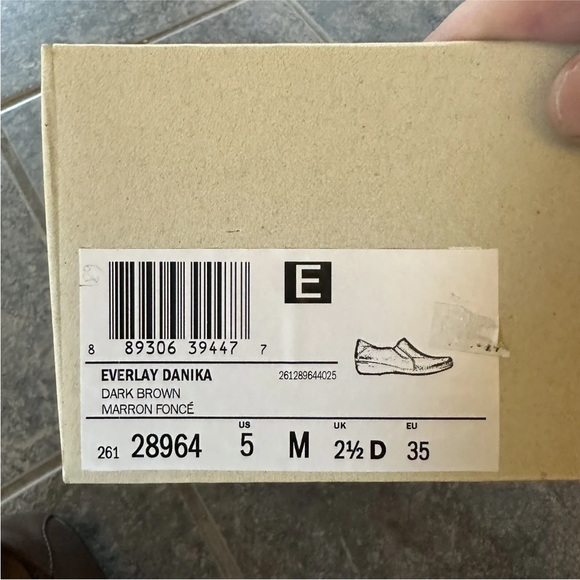 E
8 89306 39447 7
EVERLAY DANIKA 261289644025
DARK BROWN
MARRON FONCÉ
US UK EU
261 28964 5 M 2½ D 35